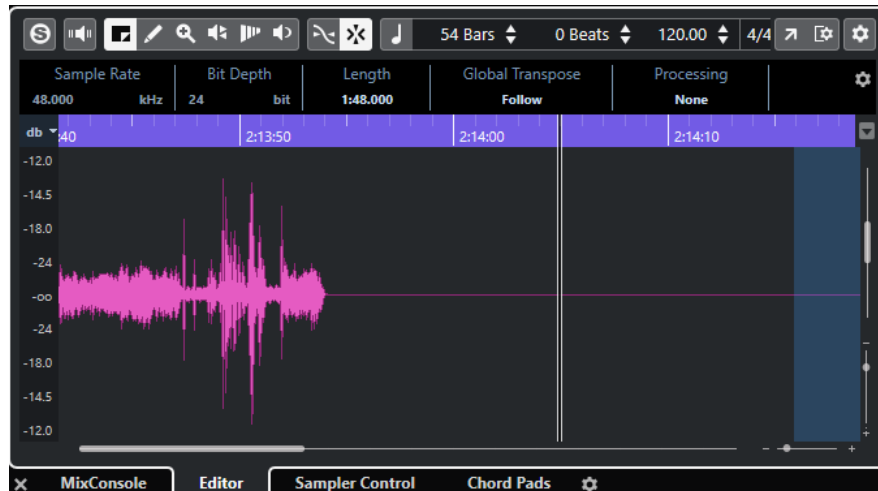 54 Bars 0 Beats 120.00 4/4
Sample Rate Bit Depth Length Global Transpose Processing
48.000 kHz 24 bit 1:48.000 Follow None
db :40 2:13:50 2:14:00 2:14:10
-12.0
-14.5
-18.0
-24
-oo
-24
-18.0
-14.5
-12.0
MixConsole Editor Sampler Control Chord Pads